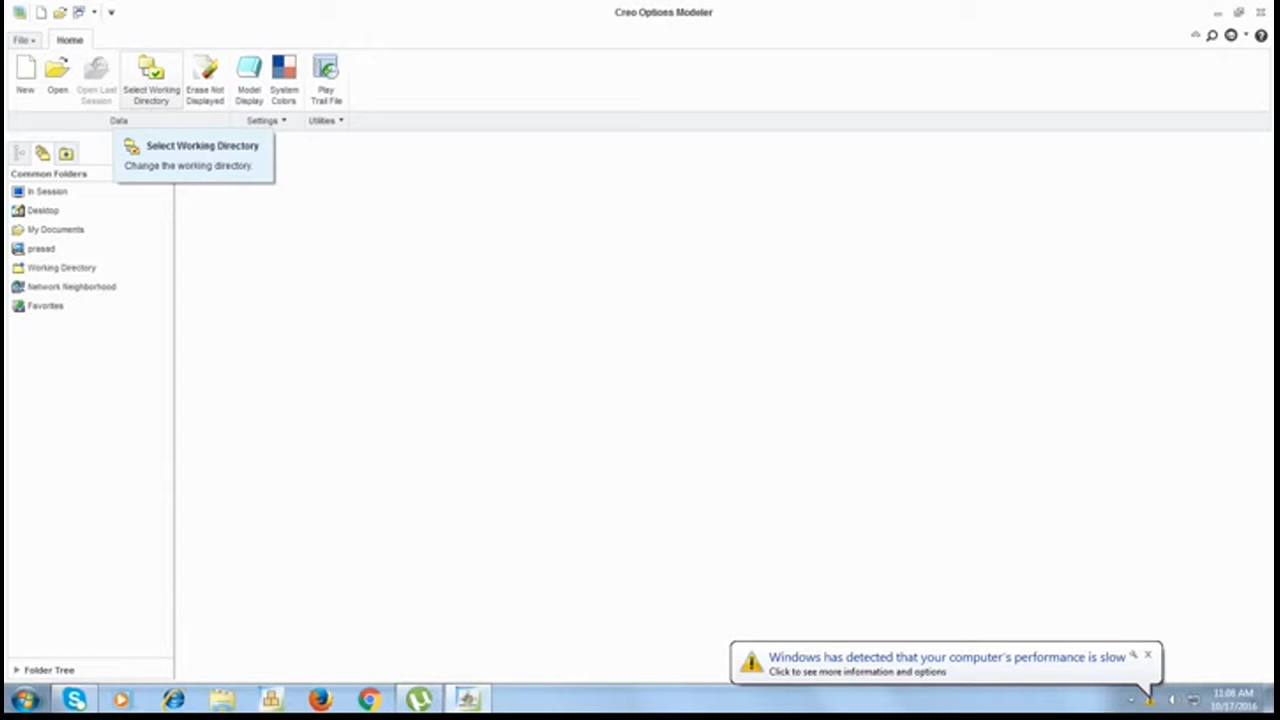 Creo Options Modeler
File
Home
New
Open
Open Last
Session
Select Working
Directory
Erase Not
Displayed
Model
Display
System
Colors
Play
Trail File
Data
Settings
Utilities
Select Working Directory
Change the working directory.
Common Folders
In Session
Desktop
My Documents
prasad
Working Directory
Network Neighborhood
Favorites
Folder Tree
Windows has detected that your computer's performance is slow
Click to see more information and options
11:08 AM
10/17/2016